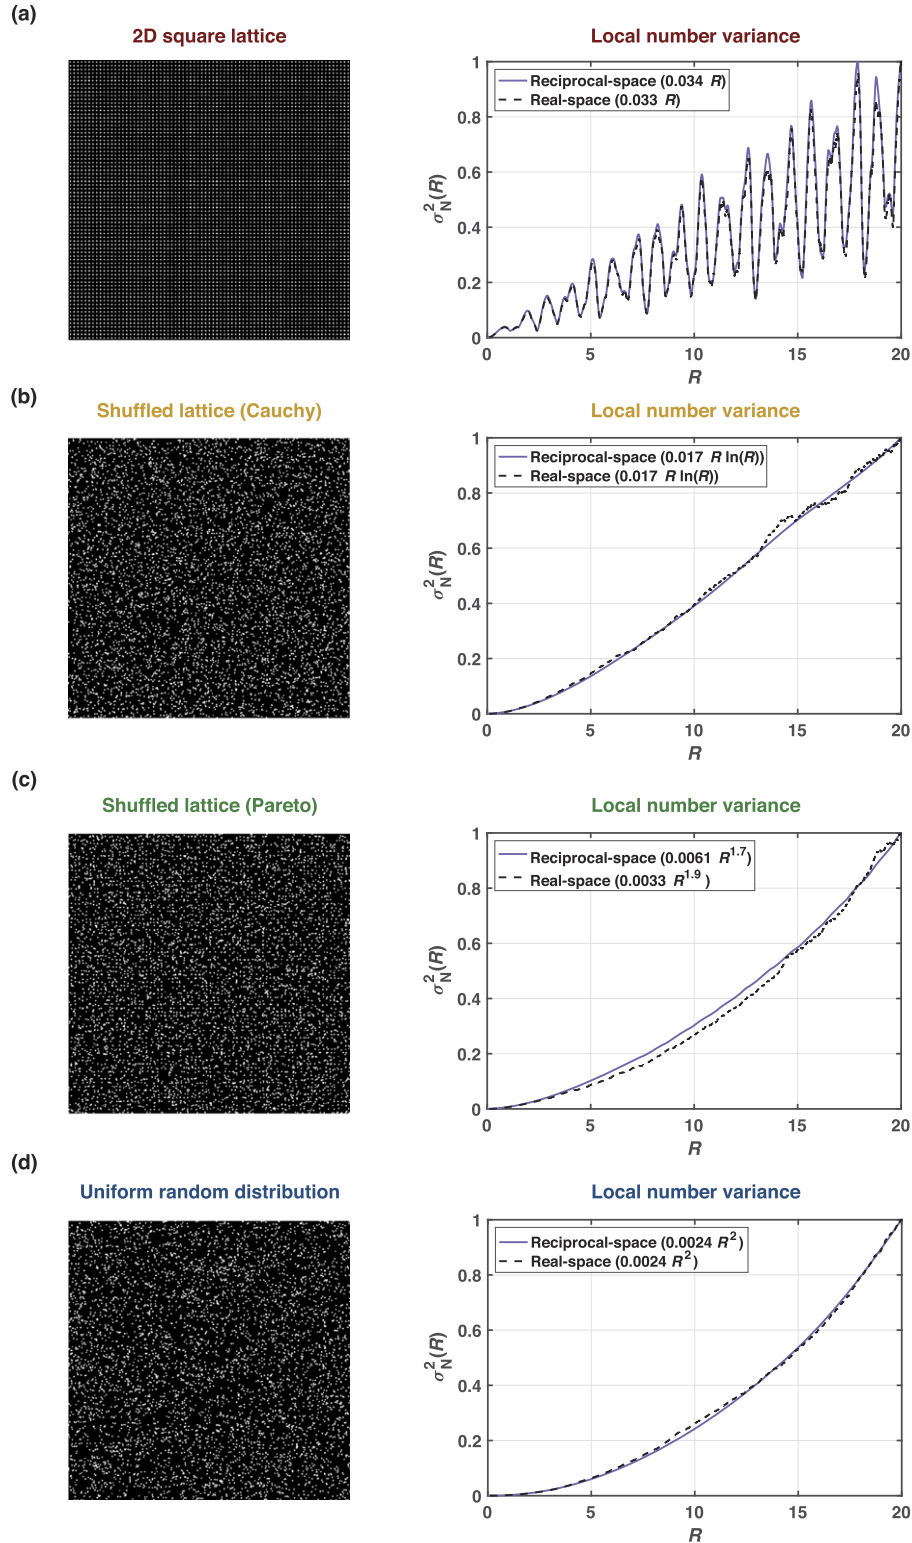 (a)
2D square lattice
Local number variance
Reciprocal-space (0.034 R)
Real-space (0.033 R)
1
0.8
0.6
0.4
0.2
0
σ²N(R)
0 5 10 15 20
R
(b)
Shuffled lattice (Cauchy)
Local number variance
Reciprocal-space (0.017 R ln(R))
Real-space (0.017 R ln(R))
1
0.8
0.6
0.4
0.2
0
σ²N(R)
0 5 10 15 20
R
(c)
Shuffled lattice (Pareto)
Local number variance
Reciprocal-space (0.0061 R^1.7)
Real-space (0.0033 R^1.9 )
1
0.8
0.6
0.4
0.2
0
σ²N(R)
0 5 10 15 20
R
(d)
Uniform random distribution
Local number variance
Reciprocal-space (0.0024 R²)
Real-space (0.0024 R²)
1
0.8
0.6
0.4
0.2
0
σ²N(R)
0 5 10 15 20
R